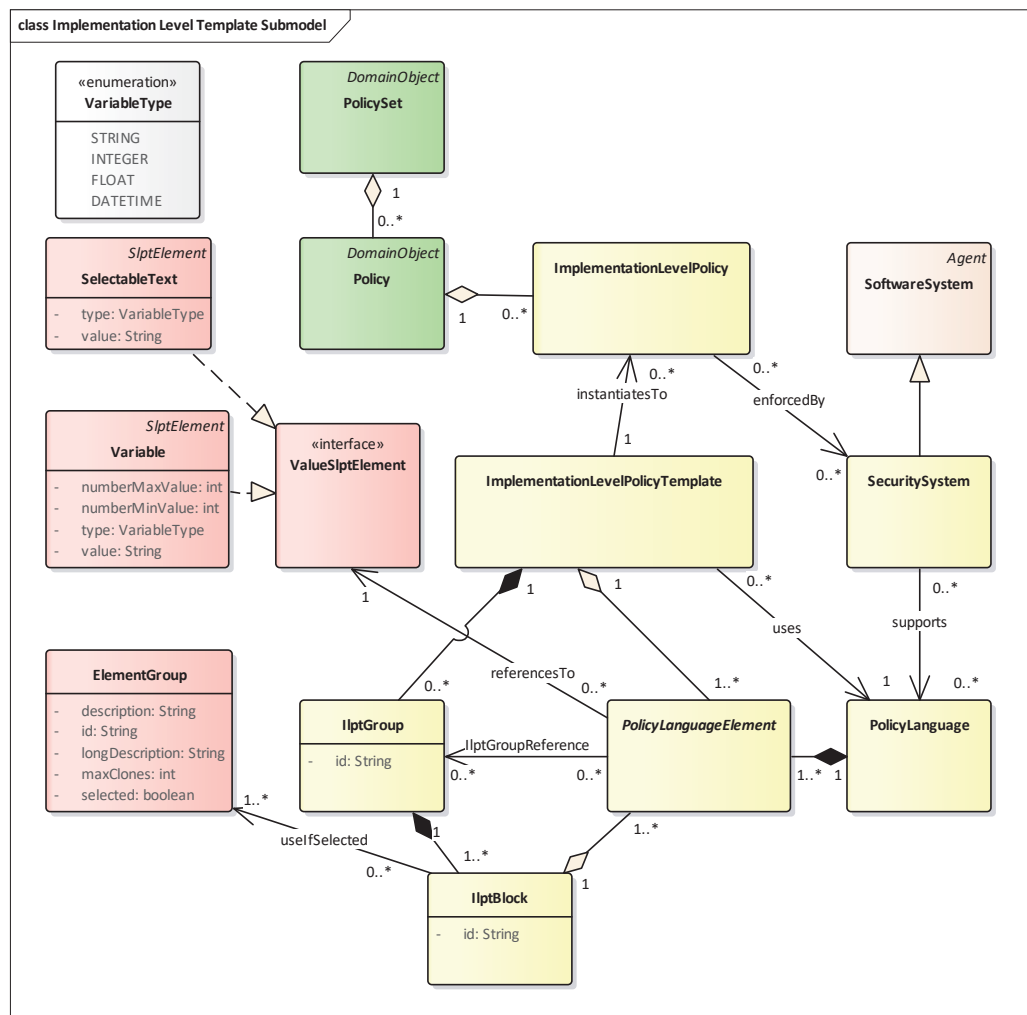 class Implementation Level Template Submodel
«enumeration»
VariableType
STRING
INTEGER
FLOAT
DATETIME
DomainObject
PolicySet
1
0..*
DomainObject
Policy
1
0..*
ImplementationLevelPolicy
Agent
SoftwareSystem
SlptElement
SelectableText
- type: VariableType
- value: String
0..*
instantiatesTo
1
0..*
enforcedBy
0..*
SlptElement
Variable
- numberMaxValue: int
- numberMinValue: int
- type: VariableType
- value: String
«interface»
ValueSlptElement
ImplementationLevelPolicyTemplate
SecuritySystem
1
1
1
0..*
0..*
uses
supports
referencesTo
0..*
0..*
1..*
1
0..*
ElementGroup
- description: String
- id: String
- longDescription: String
- maxClones: int
- selected: boolean
IlptGroup
- id: String
IlptGroupReference
0..*
0..*
PolicyLanguageElement
1..*
1
PolicyLanguage
1..*
useIfSelected
0..*
1
1..*
1..*
1
IlptBlock
- id: String